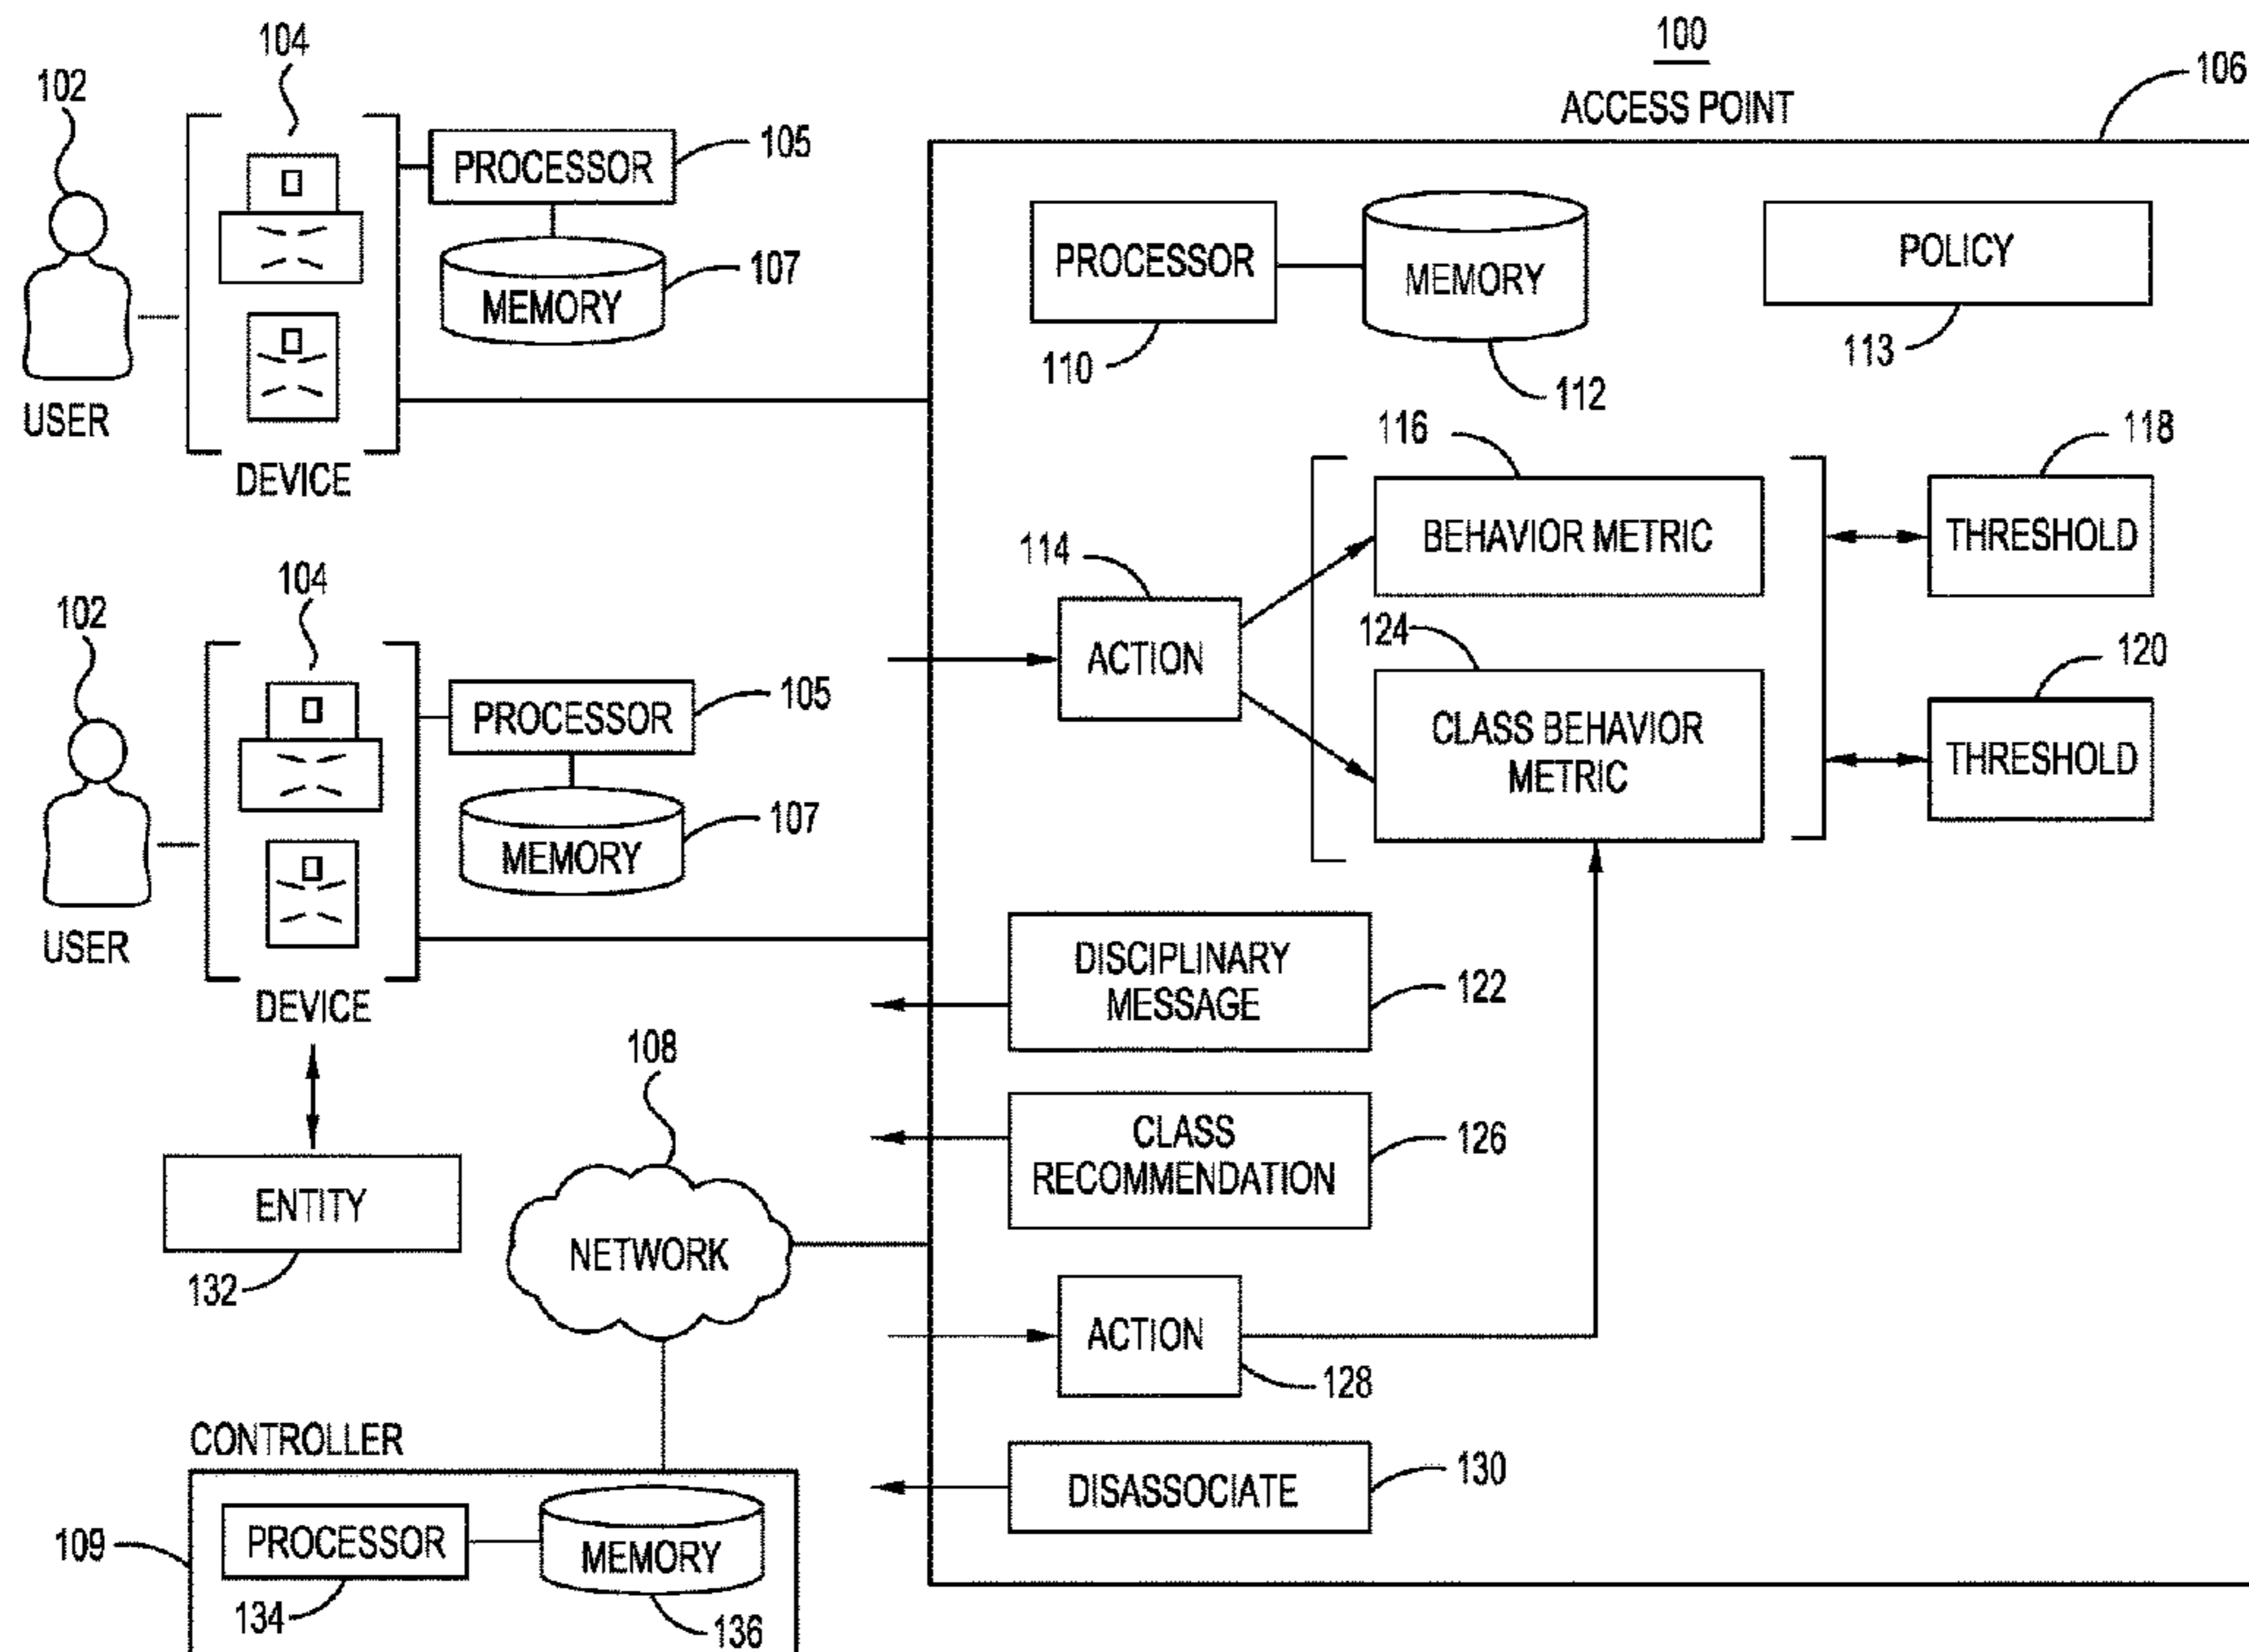 100
ACCESS POINT
106
104
102
PROCESSOR
105
MEMORY
107
USER
DEVICE
PROCESSOR
110
MEMORY
112
POLICY
113
116
BEHAVIOR METRIC
118
THRESHOLD
114
ACTION
124
CLASS BEHAVIOR
METRIC
120
THRESHOLD
104
102
PROCESSOR
105
MEMORY
107
USER
DEVICE
DISCIPLINARY
MESSAGE
122
CLASS
RECOMMENDATION
126
108
NETWORK
ENTITY
132
ACTION
128
DISASSOCIATE
130
CONTROLLER
109
PROCESSOR
134
MEMORY
136